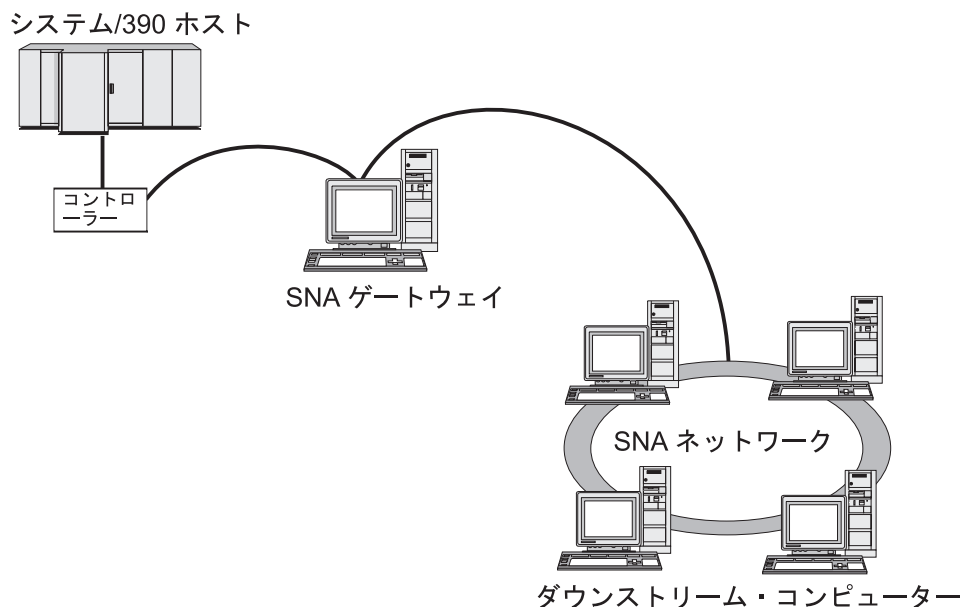 システム/390 ホスト
コントロ
ーラー
SNA ゲートウェイ
SNA ネットワーク
ダウンストリーム・コンピューター